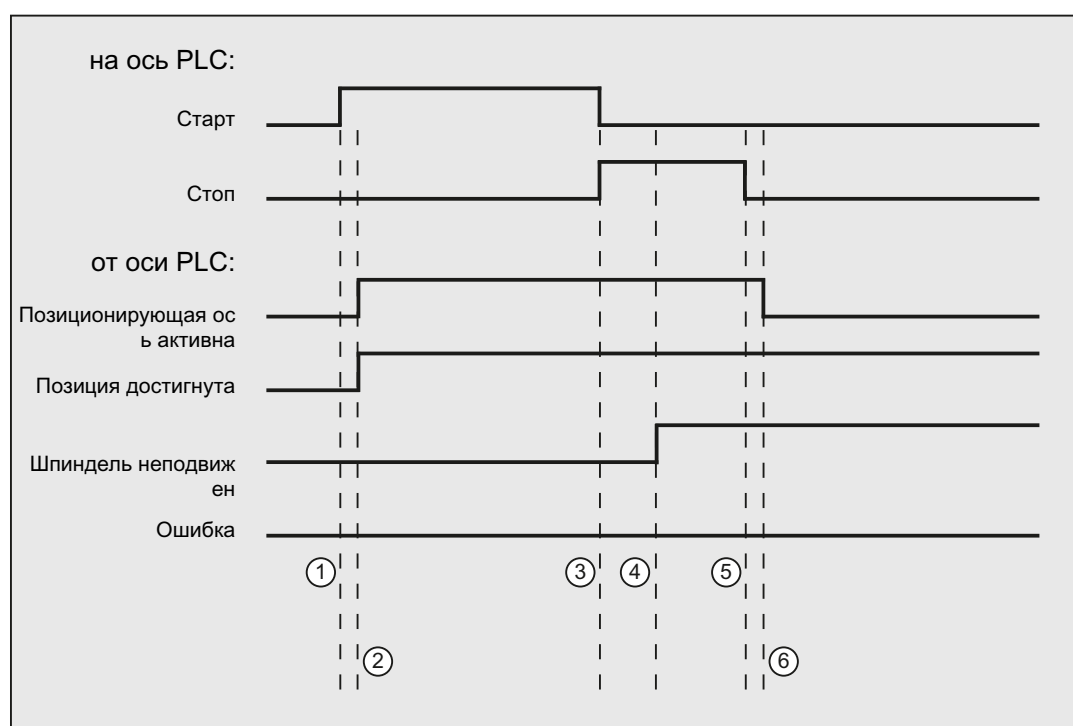 на ось PLC:
Старт
Стоп
от оси PLC:
Позиционирующая ос
ь активна
Позиция достигнута
Шпиндель неподвиж
ен
Ошибка
1
3
4
5
2
6